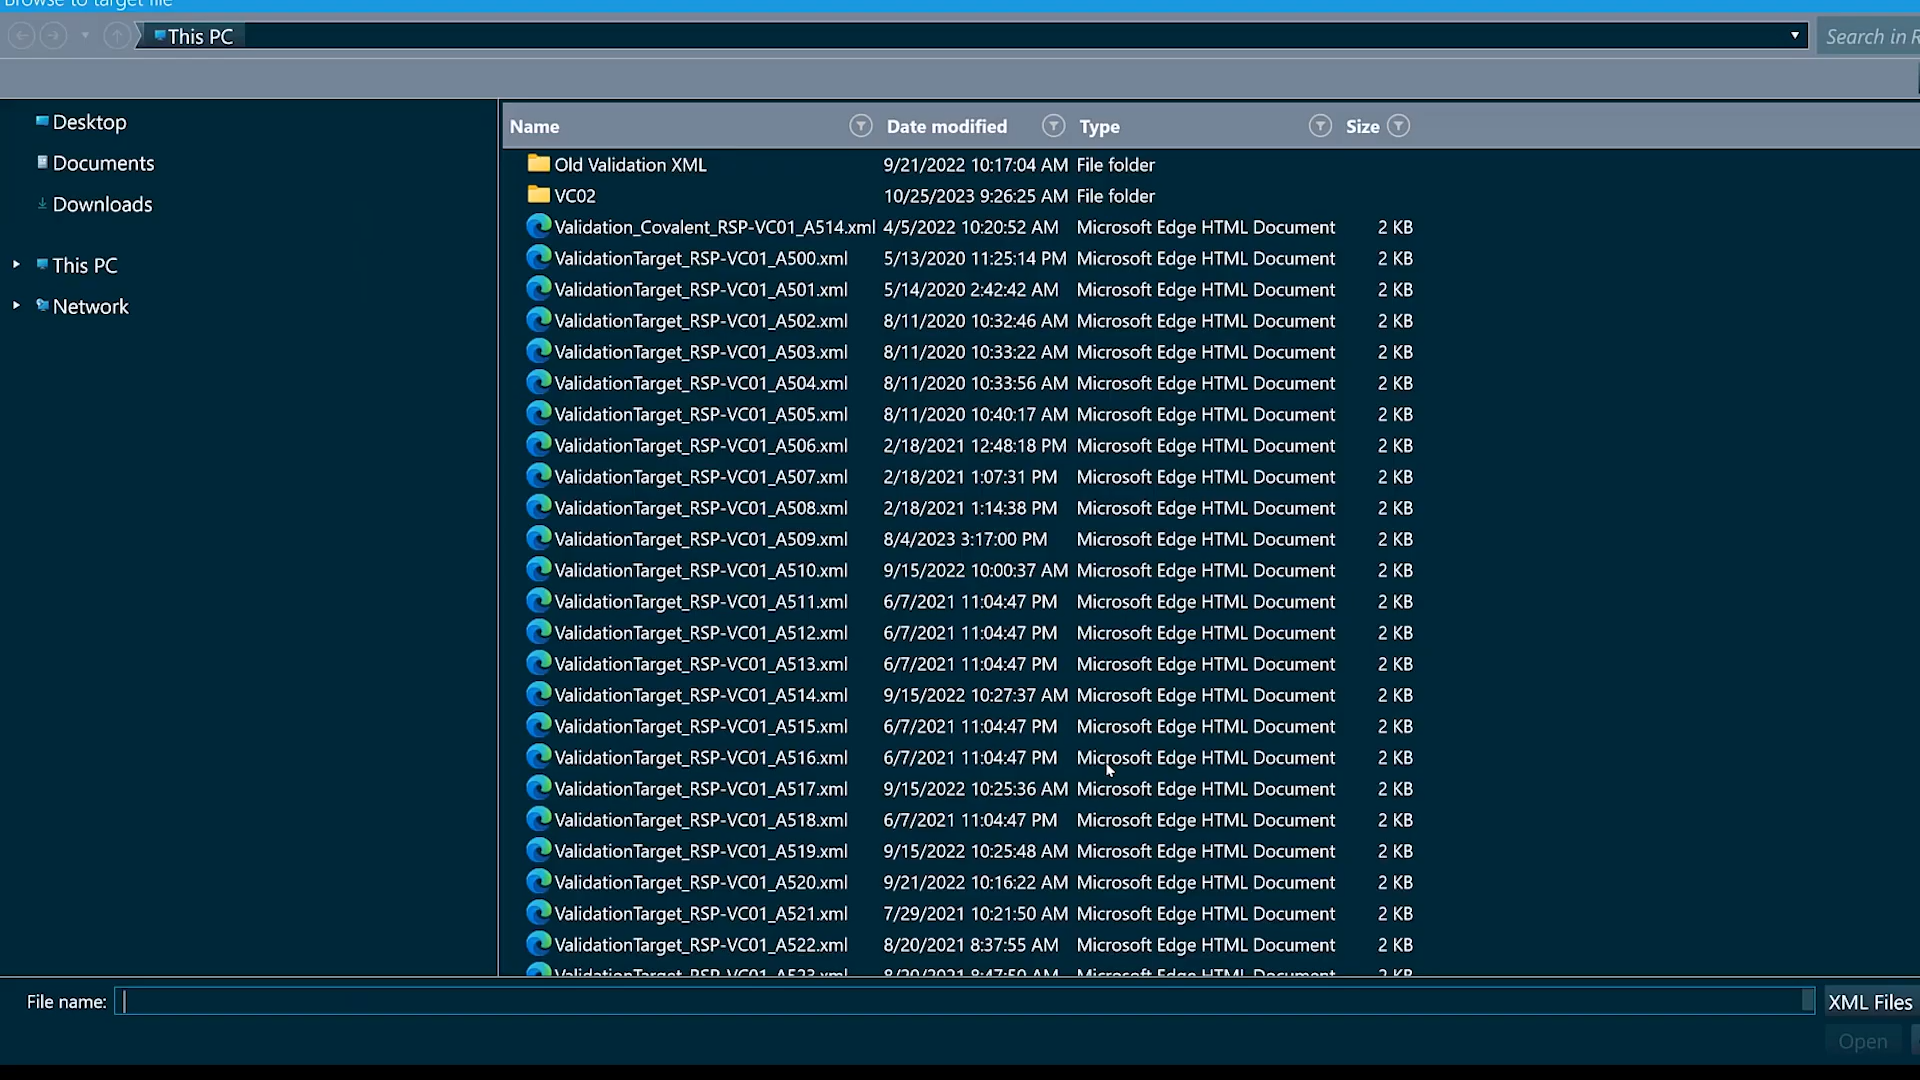 Browse to target file
This PC
Search in
Desktop
Documents
Downloads
This PC
Network
Name Date modified Type Size
Old Validation XML 9/21/2022 10:17:04 AM File folder
VC02 10/25/2023 9:26:25 AM File folder
Validation_Covalent_RSP-VC01_A514.xml 4/5/2022 10:20:52 AM Microsoft Edge HTML Document 2 KB
ValidationTarget_RSP-VC01_A500.xml 5/13/2020 11:25:14 PM Microsoft Edge HTML Document 2 KB
ValidationTarget_RSP-VC01_A501.xml 5/14/2020 2:42:42 AM Microsoft Edge HTML Document 2 KB
ValidationTarget_RSP-VC01_A502.xml 8/11/2020 10:32:46 AM Microsoft Edge HTML Document 2 KB
ValidationTarget_RSP-VC01_A503.xml 8/11/2020 10:33:22 AM Microsoft Edge HTML Document 2 KB
ValidationTarget_RSP-VC01_A504.xml 8/11/2020 10:33:56 AM Microsoft Edge HTML Document 2 KB
ValidationTarget_RSP-VC01_A505.xml 8/11/2020 10:40:17 AM Microsoft Edge HTML Document 2 KB
ValidationTarget_RSP-VC01_A506.xml 2/18/2021 12:48:18 PM Microsoft Edge HTML Document 2 KB
ValidationTarget_RSP-VC01_A507.xml 2/18/2021 1:07:31 PM Microsoft Edge HTML Document 2 KB
ValidationTarget_RSP-VC01_A508.xml 2/18/2021 1:14:38 PM Microsoft Edge HTML Document 2 KB
ValidationTarget_RSP-VC01_A509.xml 8/4/2023 3:17:00 PM Microsoft Edge HTML Document 2 KB
ValidationTarget_RSP-VC01_A510.xml 9/15/2022 10:00:37 AM Microsoft Edge HTML Document 2 KB
ValidationTarget_RSP-VC01_A511.xml 6/7/2021 11:04:47 PM Microsoft Edge HTML Document 2 KB
ValidationTarget_RSP-VC01_A512.xml 6/7/2021 11:04:47 PM Microsoft Edge HTML Document 2 KB
ValidationTarget_RSP-VC01_A513.xml 6/7/2021 11:04:47 PM Microsoft Edge HTML Document 2 KB
ValidationTarget_RSP-VC01_A514.xml 9/15/2022 10:27:37 AM Microsoft Edge HTML Document 2 KB
ValidationTarget_RSP-VC01_A515.xml 6/7/2021 11:04:47 PM Microsoft Edge HTML Document 2 KB
ValidationTarget_RSP-VC01_A516.xml 6/7/2021 11:04:47 PM Microsoft Edge HTML Document 2 KB
ValidationTarget_RSP-VC01_A517.xml 9/15/2022 10:25:36 AM Microsoft Edge HTML Document 2 KB
ValidationTarget_RSP-VC01_A518.xml 6/7/2021 11:04:47 PM Microsoft Edge HTML Document 2 KB
ValidationTarget_RSP-VC01_A519.xml 9/15/2022 10:25:48 AM Microsoft Edge HTML Document 2 KB
ValidationTarget_RSP-VC01_A520.xml 9/21/2022 10:16:22 AM Microsoft Edge HTML Document 2 KB
ValidationTarget_RSP-VC01_A521.xml 7/29/2021 10:21:50 AM Microsoft Edge HTML Document 2 KB
ValidationTarget_RSP-VC01_A522.xml 8/20/2021 8:37:55 AM Microsoft Edge HTML Document 2 KB
ValidationTarget_RSP-VC01_A523.xml 8/20/2021 8:47:50 AM Microsoft Edge HTML Document 2 KB
File name: XML Files
Open